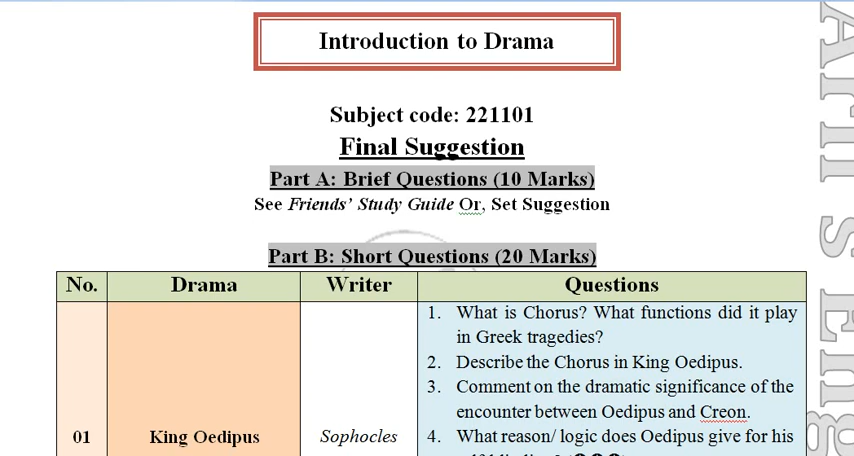 Introduction to Drama
Subject code: 221101
Final Suggestion
Part A: Brief Questions (10 Marks)
See Friends' Study Guide Or, Set Suggestion
Part B: Short Questions (20 Marks)
No. Drama Writer Questions
1. What is Chorus? What functions did it play
in Greek tragedies?
2. Describe the Chorus in King Oedipus.
3. Comment on the dramatic significance of the
encounter between Oedipus and Creon.
01 King Oedipus Sophocles 4. What reason/ logic does Oedipus give for his